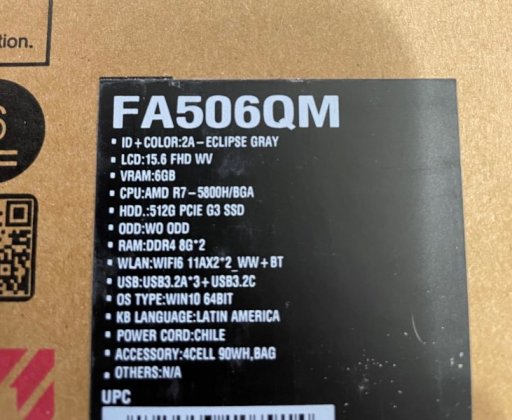 tion.
S
FA506QM
• ID+COLOR:2A-ECLIPSE GRAY
• LCD:15.6 FHD WV
• VRAM:6GB
• CPU:AMD R7-5800H/BGA
• HDD.:512G PCIE G3 SSD
• ODD:WO ODD
• RAM:DDR4 8G*2
• WLAN:WIFI6 11AX2*2_WW+BT
• USB:USB3.2A*3+USB3.2C
• OS TYPE:WIN10 64BIT
• KB LANGUAGE:LATIN AMERICA
• POWER CORD:CHILE
• ACCESSORY:4CELL 90WH,BAG
• OTHERS:N/A
UPC